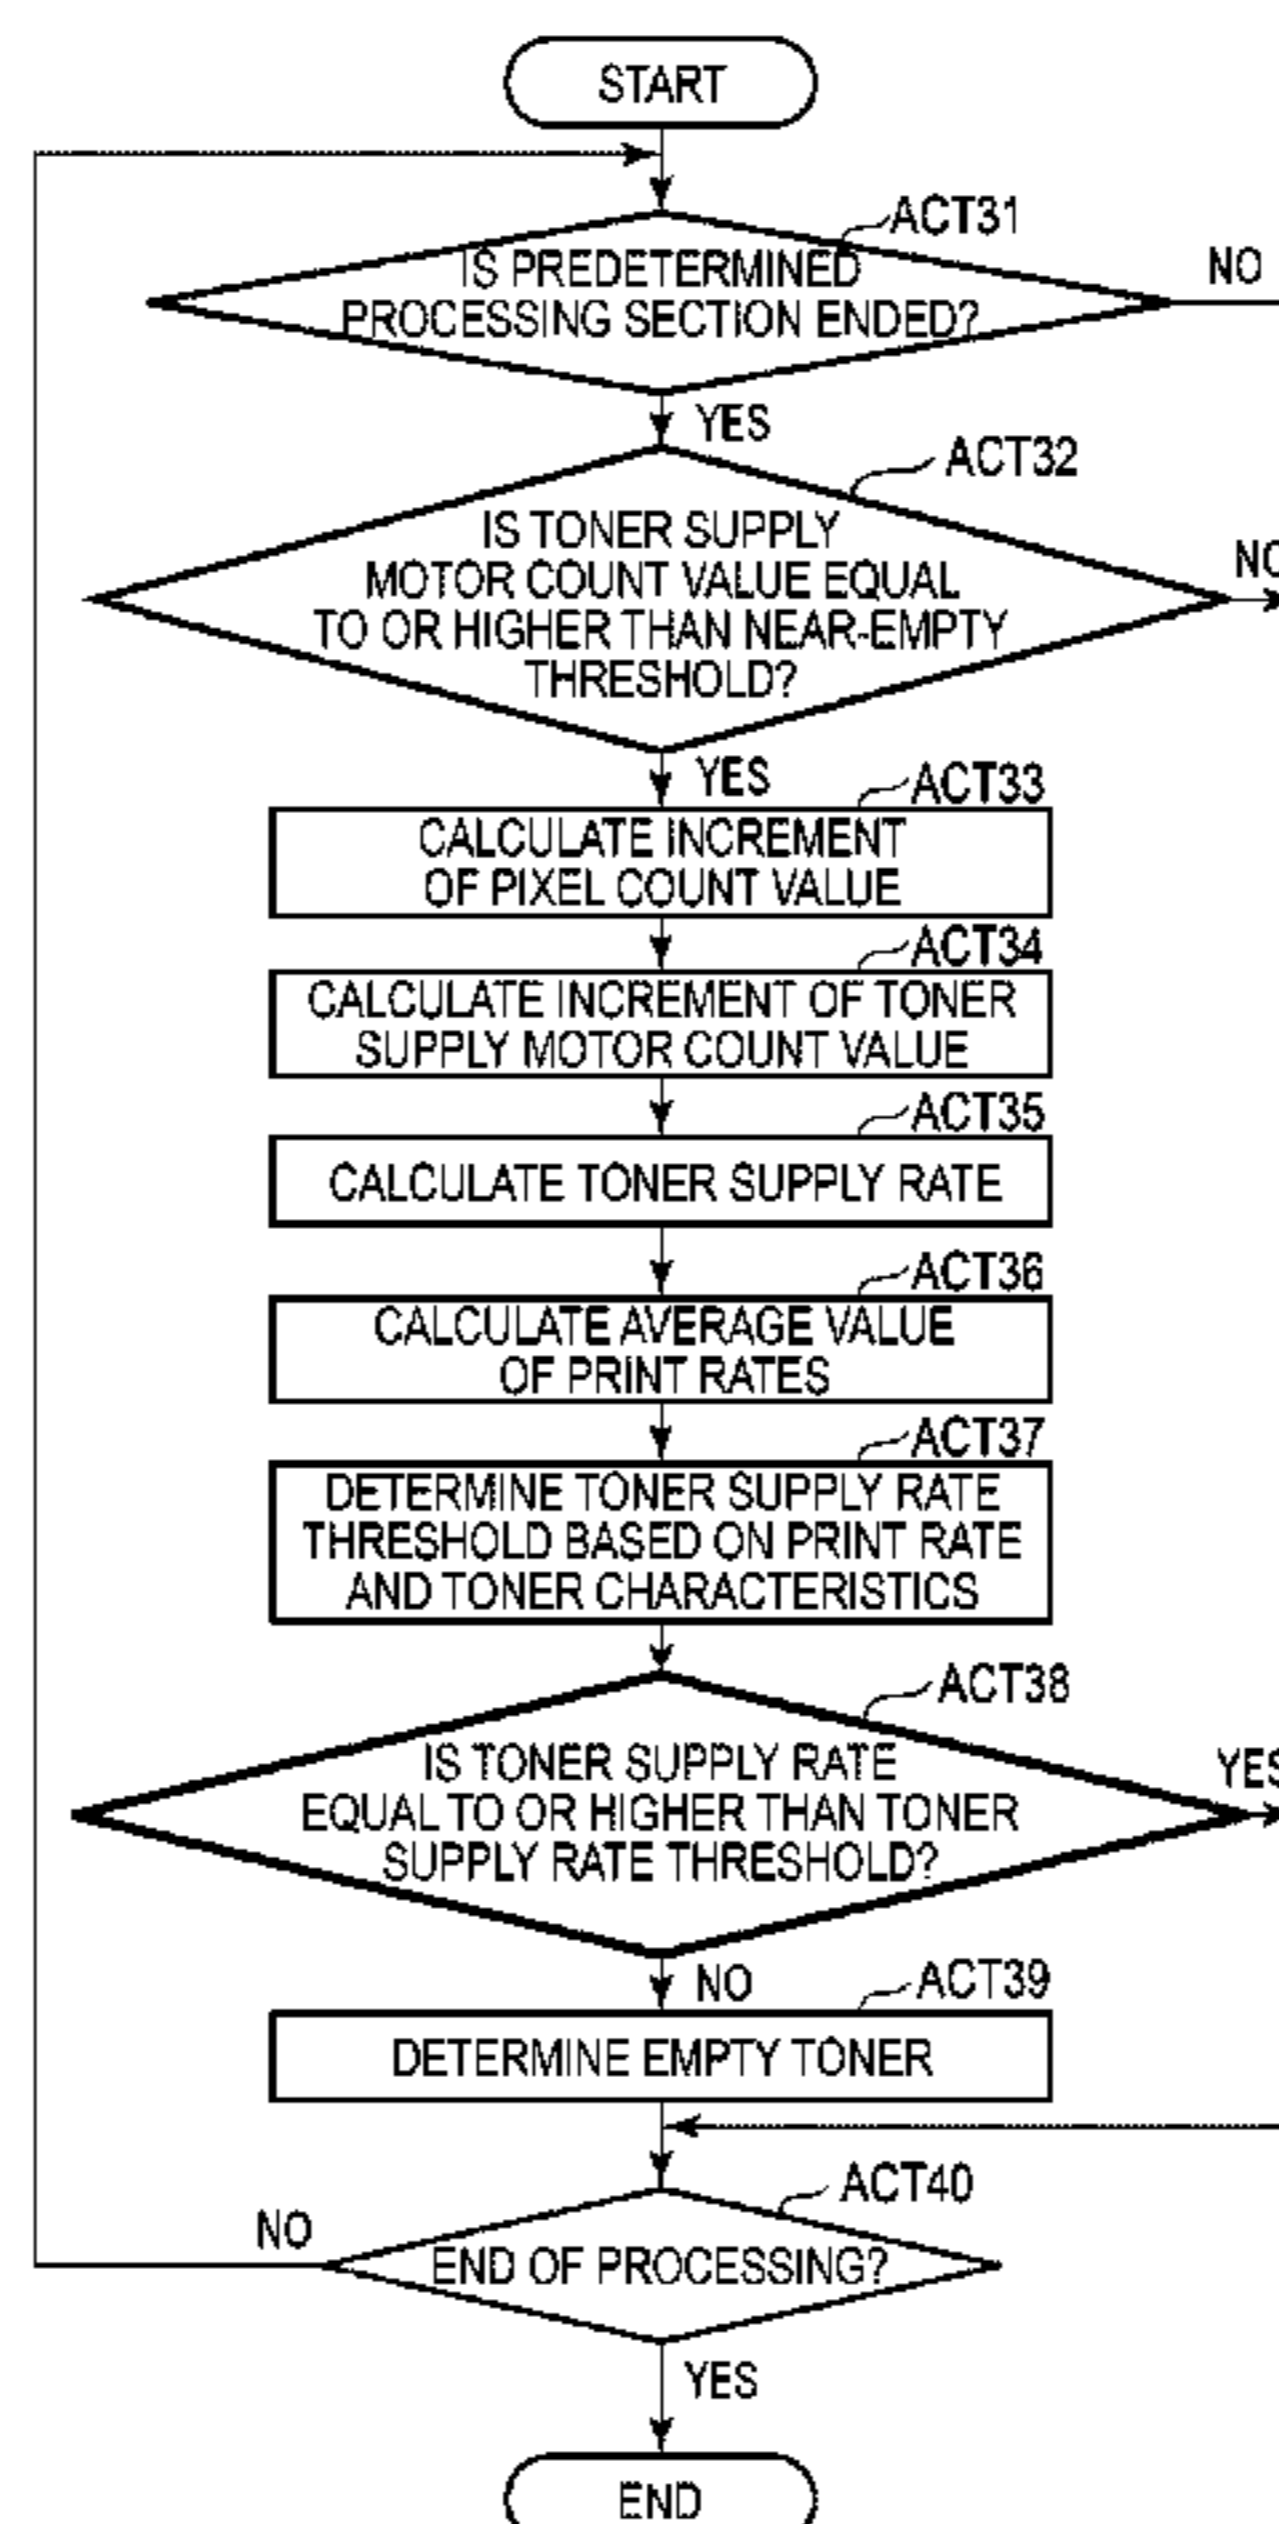 START
ACT31
IS PREDETERMINED
PROCESSING SECTION ENDED?
NO
YES
ACT32
IS TONER SUPPLY
MOTOR COUNT VALUE EQUAL
TO OR HIGHER THAN NEAR-EMPTY
THRESHOLD?
NO
YES
ACT33
CALCULATE INCREMENT
OF PIXEL COUNT VALUE
ACT34
CALCULATE INCREMENT OF TONER
SUPPLY MOTOR COUNT VALUE
ACT35
CALCULATE TONER SUPPLY RATE
ACT36
CALCULATE AVERAGE VALUE
OF PRINT RATES
ACT37
DETERMINE TONER SUPPLY RATE
THRESHOLD BASED ON PRINT RATE
AND TONER CHARACTERISTICS
ACT38
IS TONER SUPPLY RATE
EQUAL TO OR HIGHER THAN TONER
SUPPLY RATE THRESHOLD?
YES
NO
ACT39
DETERMINE EMPTY TONER
ACT40
NO
END OF PROCESSING?
YES
END